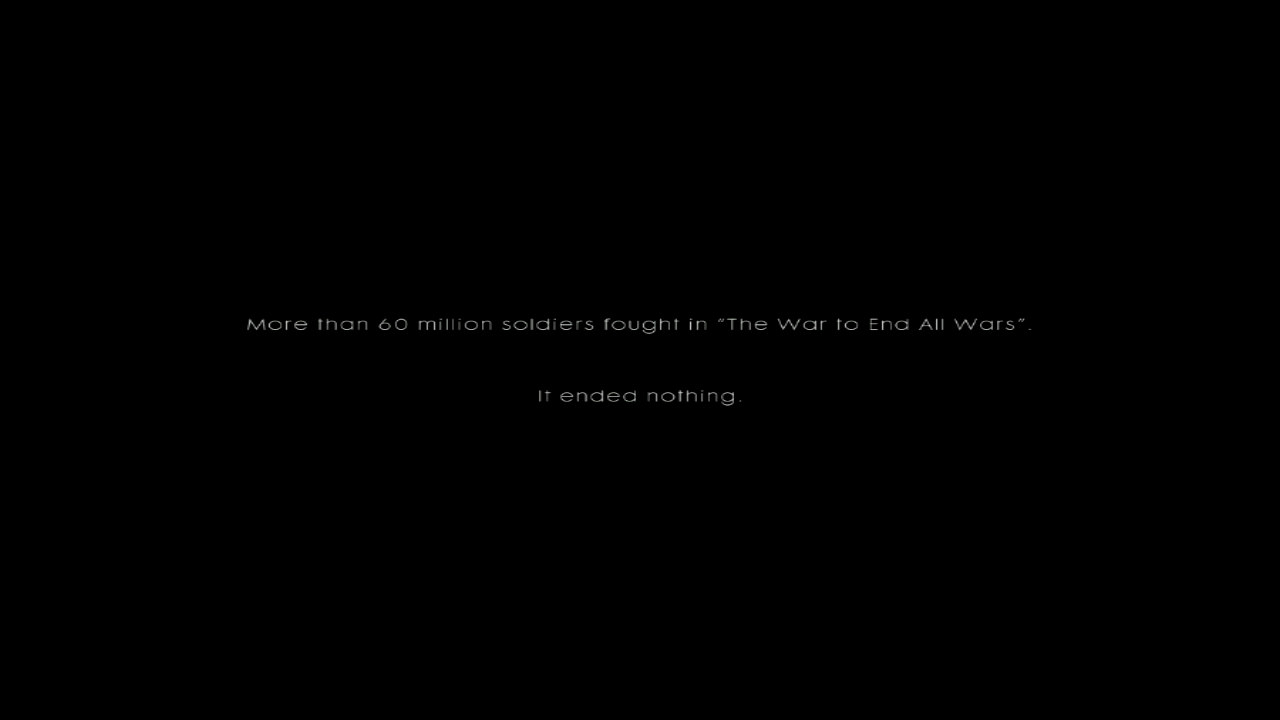 More than 60 million soldiers fought in “The War to End All Wars”.
It ended nothing.